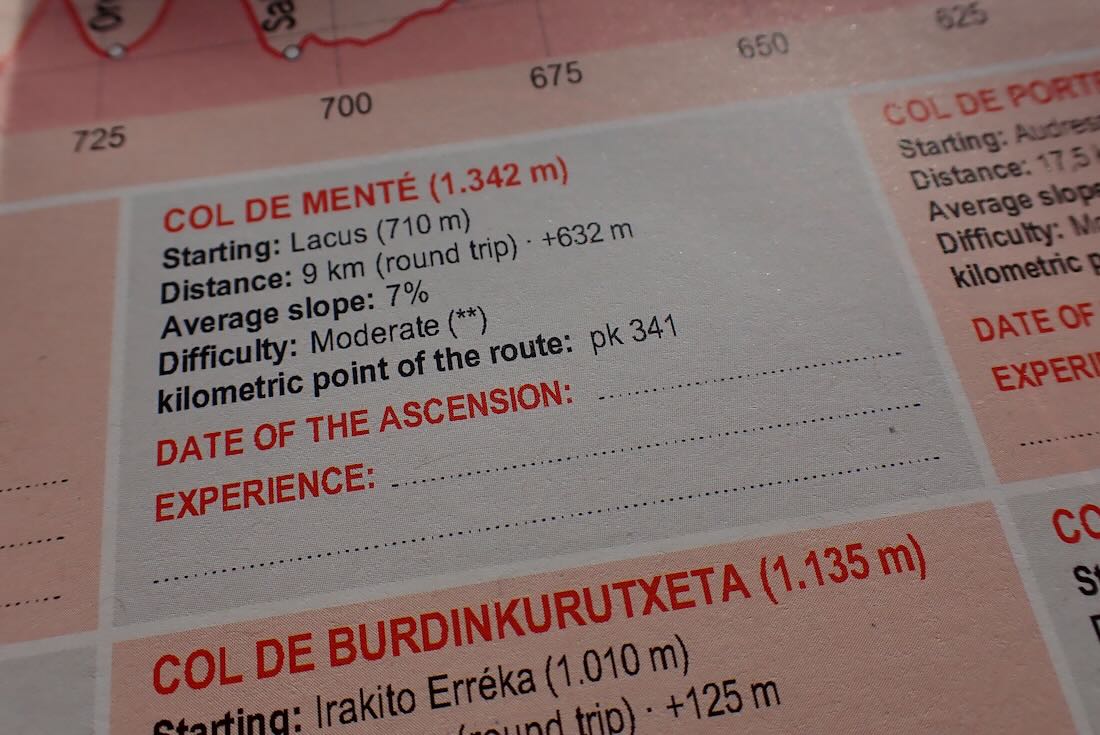 725 700 675 650 625
COL DE MENTÉ (1.342 m)
Starting: Lacus (710 m)
Distance: 9 km (round trip) · +632 m
Average slope: 7%
Difficulty: Moderate (**)
kilometric point of the route: pk 341
DATE OF THE ASCENSION:
EXPERIENCE:
COL DE
Starting:
Distance: 17,5
Average
Difficulty:
kilometric
DATE OF
COL DE BURDINKURUTXETA (1.135 m)
Starting: Irakito Erréka (1.010 m)
(round trip) · +125 m